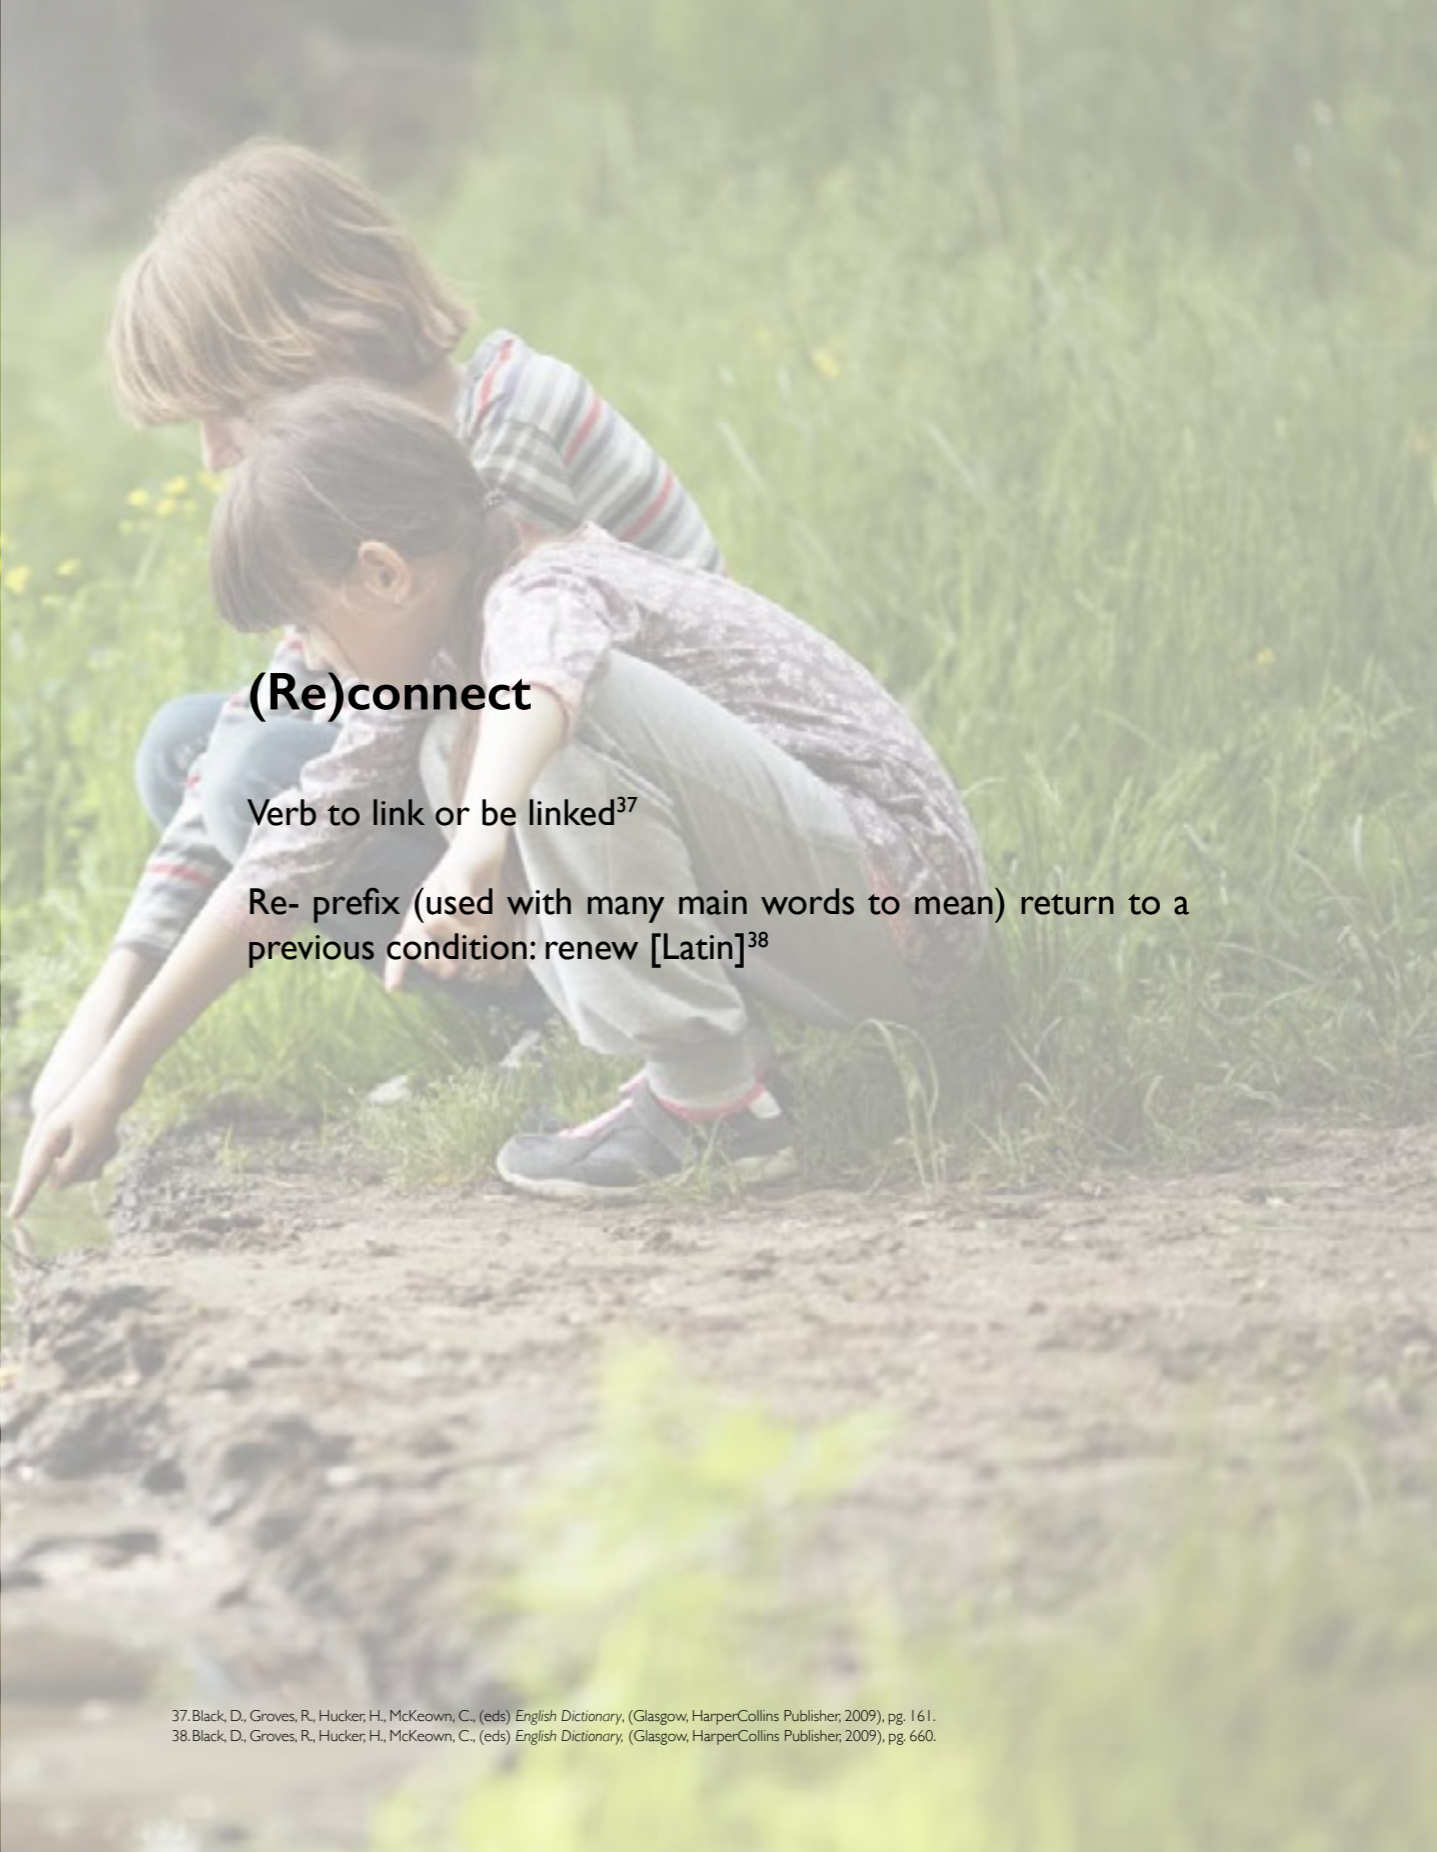 (Re)connect
Verb to link or be linked37
Re- prefix (used with many main words to mean) return to a
previous condition: renew [Latin]38
37. Black, D., Groves, R., Hucker, H., McKeown, C., (eds) English Dictionary, (Glasgow, HarperCollins Publisher, 2009), pg. 161.
38. Black, D., Groves, R., Hucker, H., McKeown, C., (eds) English Dictionary. (Glasgow, HarperCollins Publisher, 2009), pg. 660.